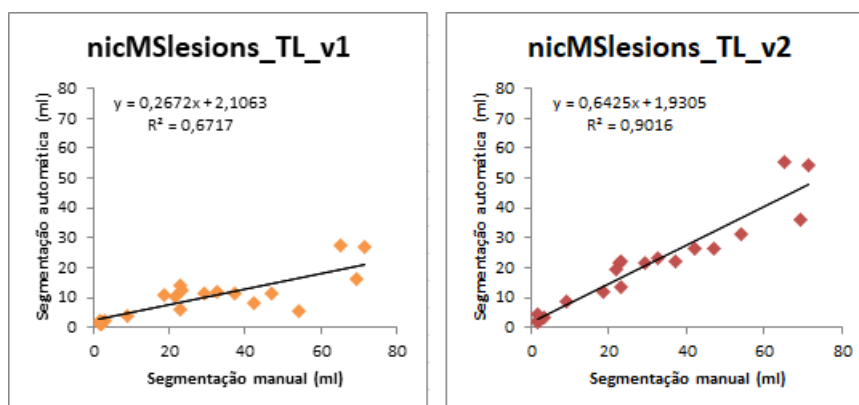 nicMSlesions_TL_v1
y = 0,2672x + 2,1063
R² = 0,6717
Segmentação automática (ml)
80
70
60
50
40
30
20
10
0
0 20 40 60 80
Segmentação manual (ml)
nicMSlesions_TL_v2
y = 0,6425x + 1,9305
R² = 0,9016
Segmentação automática (ml)
80
70
60
50
40
30
20
10
0
0 20 40 60 80
Segmentação manual (ml)